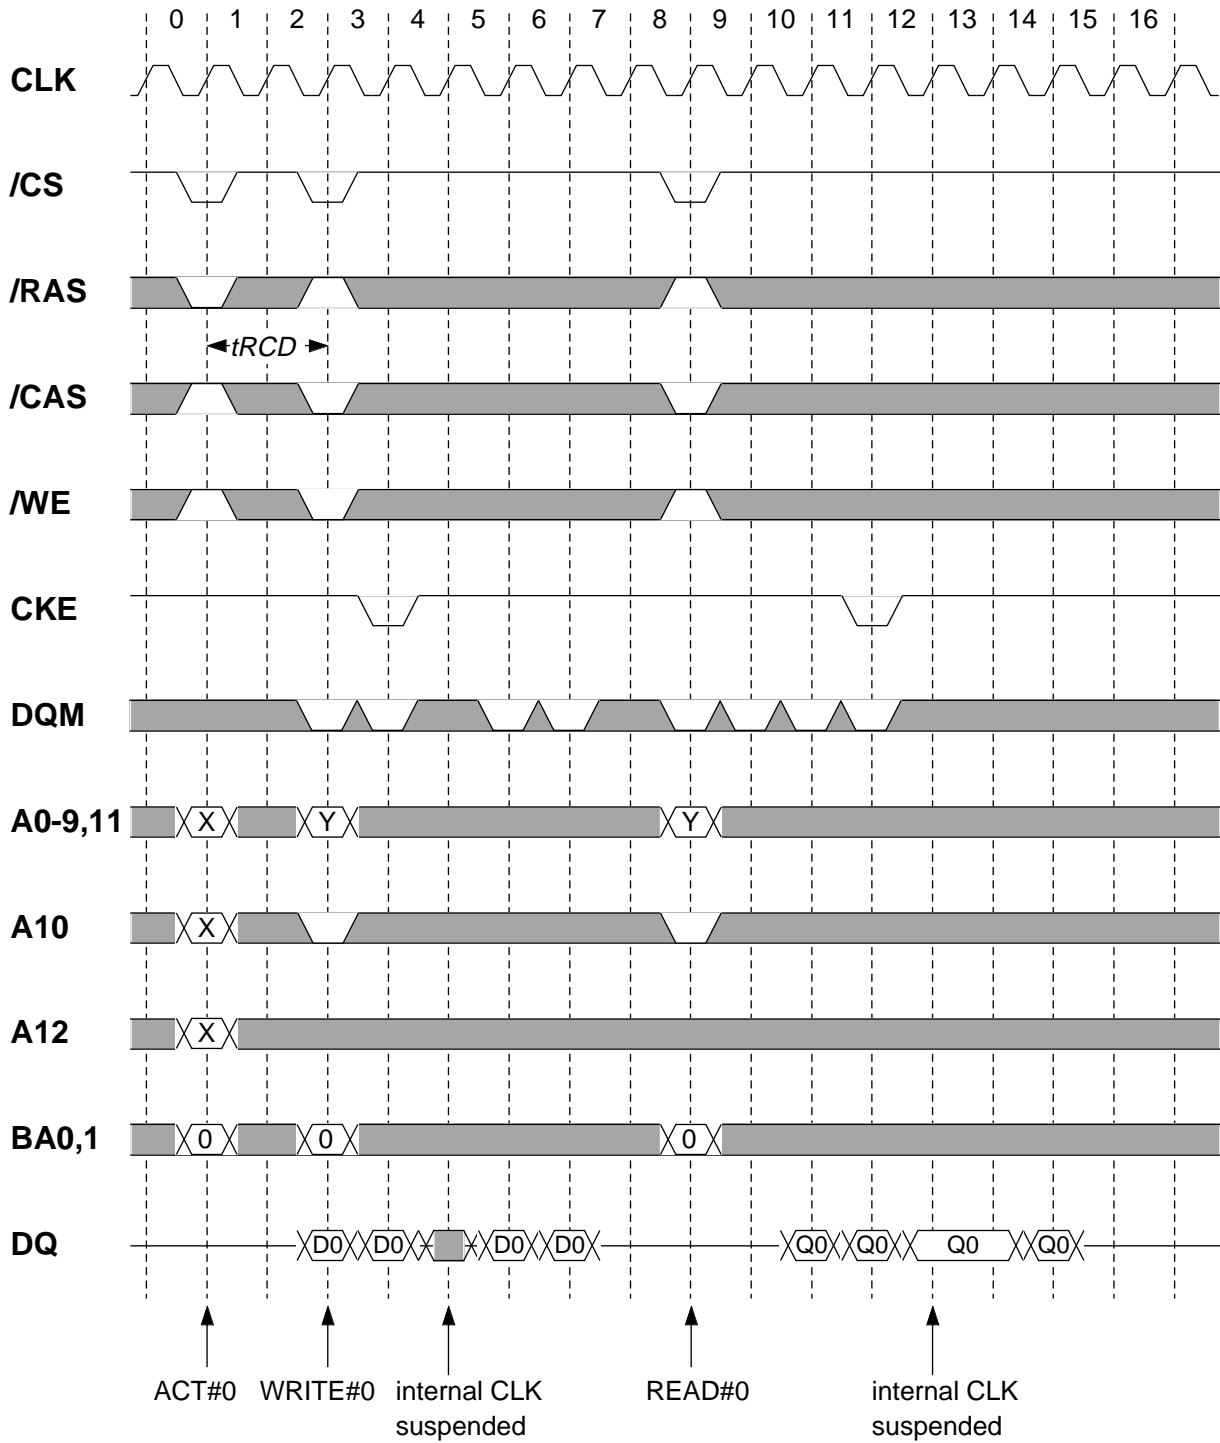 0 1 2 3 4 5 6 7 8 9 10 11 12 13 14 15 16
CLK
/CS
/RAS
tRCD
/CAS
/WE
CKE
DQM
A0-9,11 X Y Y
A10 X
A12 X
BA0,1 0 0 0
DQ D0 D0 D0 D0 Q0 Q0 Q0 Q0
ACT#0 WRITE#0 internal CLK READ#0 internal CLK
suspended suspended